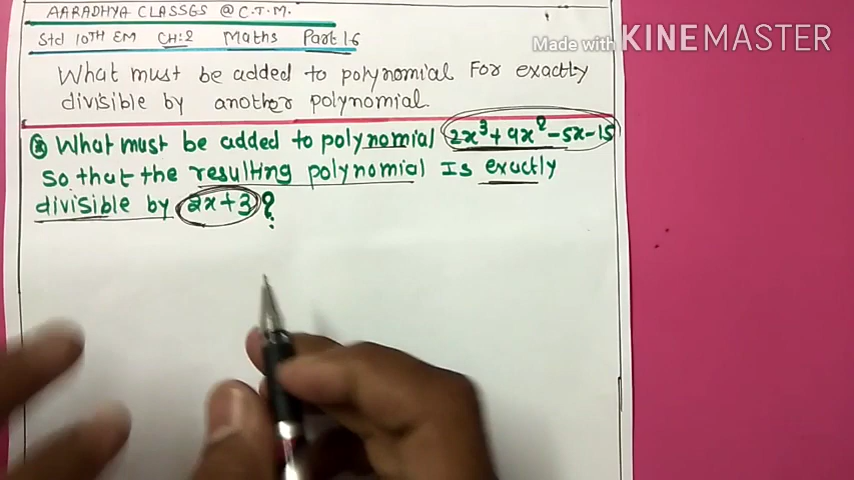 AARADHYA CLASSES @ C.T.M.
Std 10TH EM CH:2 Maths Part 16
Made with KINEMASTER
What must be added to polynomial For exactly
divisible by another polynomial.
What must be added to polynomial 2x³ + 9x² - 5x - 15
so that the resulting polynomial Is exactly
divisible by 2x + 3 ?